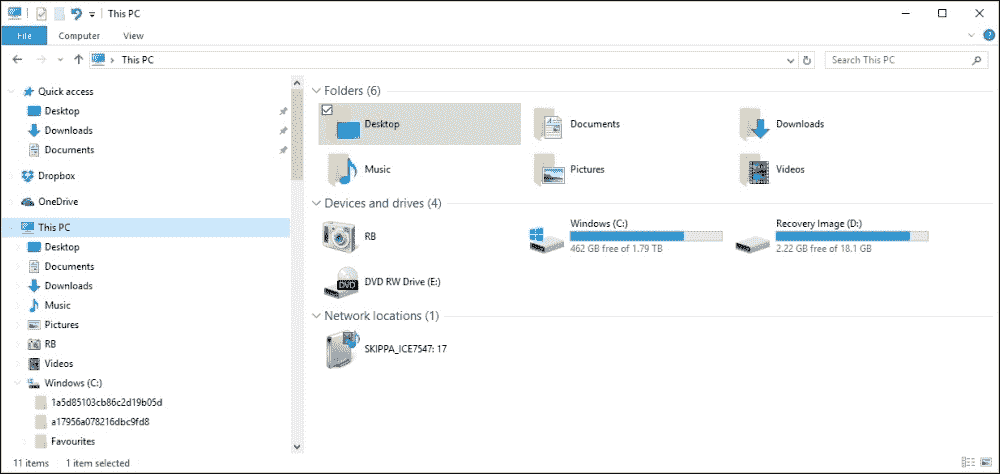 This PC
File Computer View
This PC
Search This PC
Quick access
Desktop
Downloads
Documents
Dropbox
OneDrive
This PC
Desktop
Documents
Downloads
Music
Pictures
RB
Videos
Windows (C:)
1a5d85103cb86c2d19b05d
a17956a078216dbc9fd8
Favourites
Folders (6)
Desktop Documents Downloads
Music Pictures Videos
Devices and drives (4)
RB
Windows (C:)
462 GB free of 1.79 TB
Recovery Image (D:)
2.22 GB free of 18.1 GB
DVD
DVD RW Drive (E:)
Network locations (1)
SKIPPA_ICE7547: 17
11 items 1 item selected